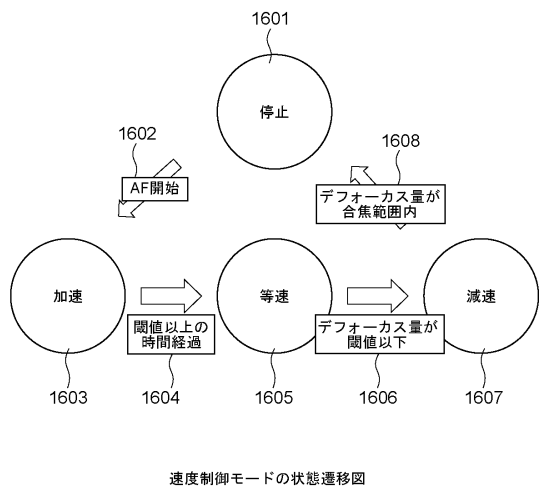 1601
停止
1602
AF開始
1608
デフォーカス量が
合焦範囲内
加速
等速
減速
閾値以上の
時間経過
デフォーカス量が
閾値以下
1603
1604
1605
1606
1607
速度制御モードの状態遷移図